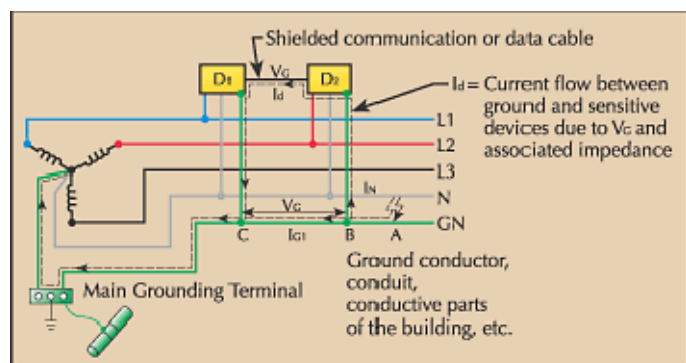 Shielded communication or data cable
D1
VG
D2
Id
Id = Current flow between
ground and sensitive
devices due to VG and
associated impedance
L1
L2
L3
IN
N
VG
GN
C
IG1
B
A
Main Grounding Terminal
Ground conductor,
conduit,
conductive parts
of the building, etc.